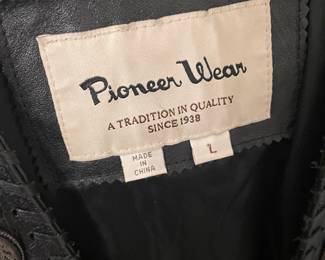 Pioneer Wear
A TRADITION IN QUALITY
SINCE 1938
MADE
IN
CHINA
L